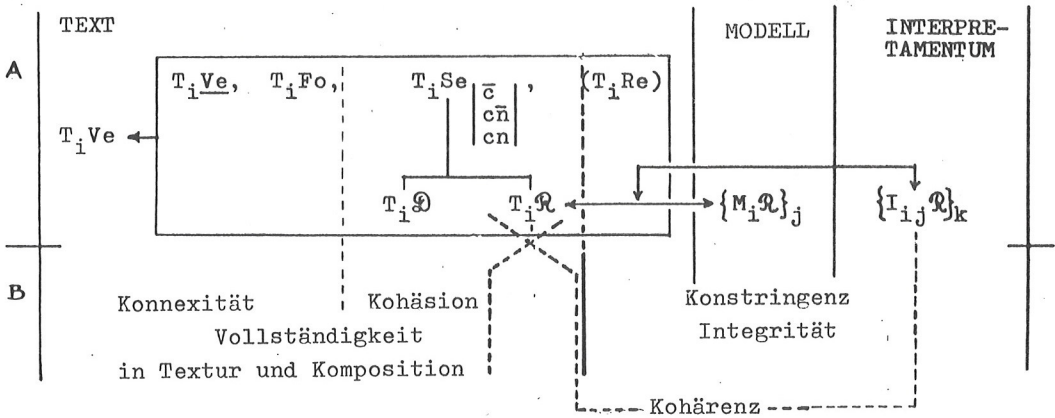 TEXT MODELL INTERPRE-
TAMENTUM
A
TᵢVe, TᵢFo, TᵢSe | c̄ | , (TᵢRe)
cn̄
cn
TᵢVe
Tᵢ𝒟 Tᵢℛ {Mᵢℛ}ⱼ {Iᵢⱼℛ}ₖ
B
Konnexität Kohäsion Konstringenz
Vollständigkeit Integrität
in Textur und Komposition
Kohärenz